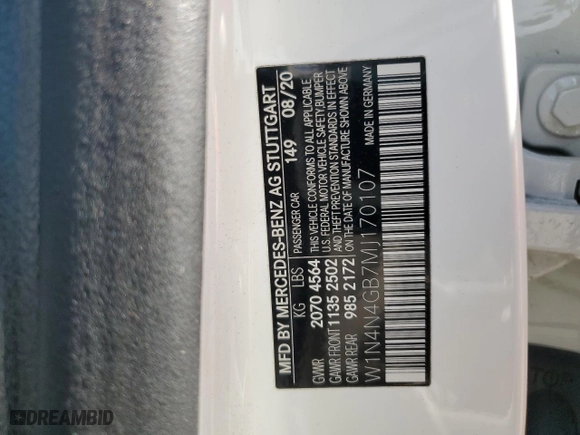 MFD BY MERCEDES-BENZ AG STUTTGART
PASSENGER CAR 149 08/20
KG LBS
THIS VEHICLE CONFORMS TO ALL APPLICABLE
U.S. FEDERAL MOTOR VEHICLE SAFETY, BUMPER
AND THEFT PREVENTION STANDARDS IN EFFECT
ON THE DATE OF MANUFACTURE SHOWN ABOVE
GVWR 2070 4564
GAWR FRONT 1135 2502
GAWR REAR 985 2172
MADE IN GERMANY
W1N4N4GB7MJ170107
DREAMBID